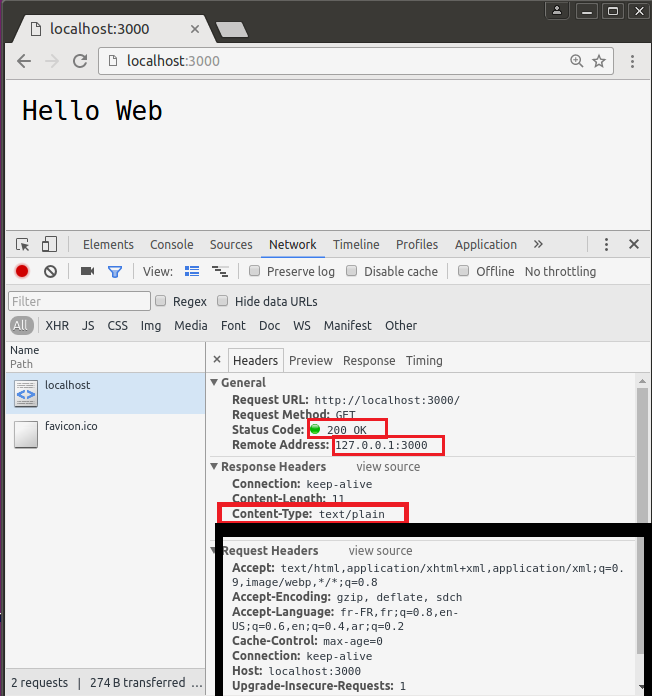 localhost:3000
localhost:3000
Hello Web
Elements Console Sources Network Timeline Profiles Application »
View: Preserve log Disable cache Offline No throttling
Filter Regex Hide data URLs
All XHR JS CSS Img Media Font Doc WS Manifest Other
Name
Path
localhost
favicon.ico
2 requests | 274 B transferred ...
× Headers Preview Response Timing
General
Request URL: http://localhost:3000/
Request Method: GET
Status Code: 200 OK
Remote Address: 127.0.0.1:3000
Response Headers view source
Connection: keep-alive
Content-Length: 11
Content-Type: text/plain
Request Headers view source
Accept: text/html,application/xhtml+xml,application/xml;q=0.
9,image/webp,*/*;q=0.8
Accept-Encoding: gzip, deflate, sdch
Accept-Language: fr-FR,fr;q=0.8,en-
US;q=0.6,en;q=0.4,ar;q=0.2
Cache-Control: max-age=0
Connection: keep-alive
Host: localhost:3000
Upgrade-Insecure-Requests: 1